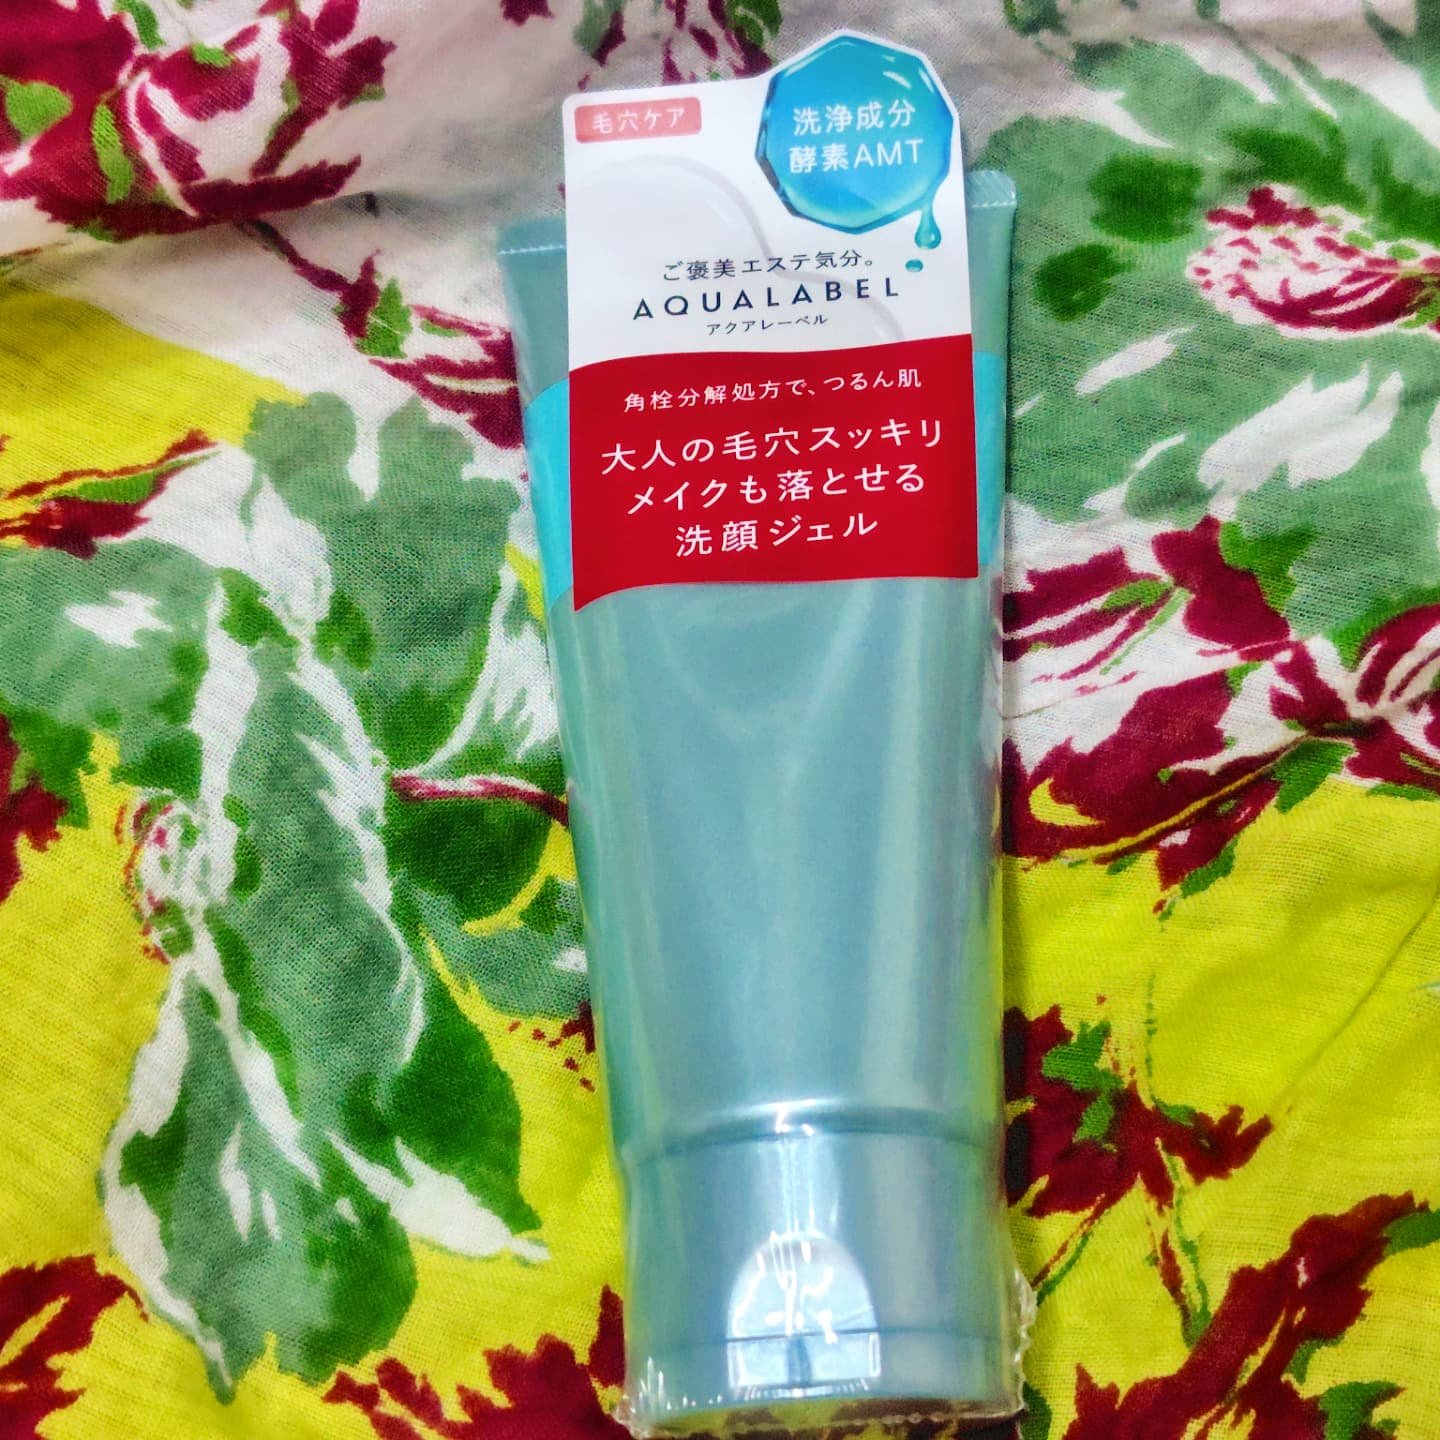 毛穴ケア
洗浄成分
酵素AMT
ご褒美エステ気分。
AQUALABEL
アクアレーベル
角栓分解処方で、つるん肌
大人の毛穴スッキリ
メイクも落とせる
洗顔ジェル